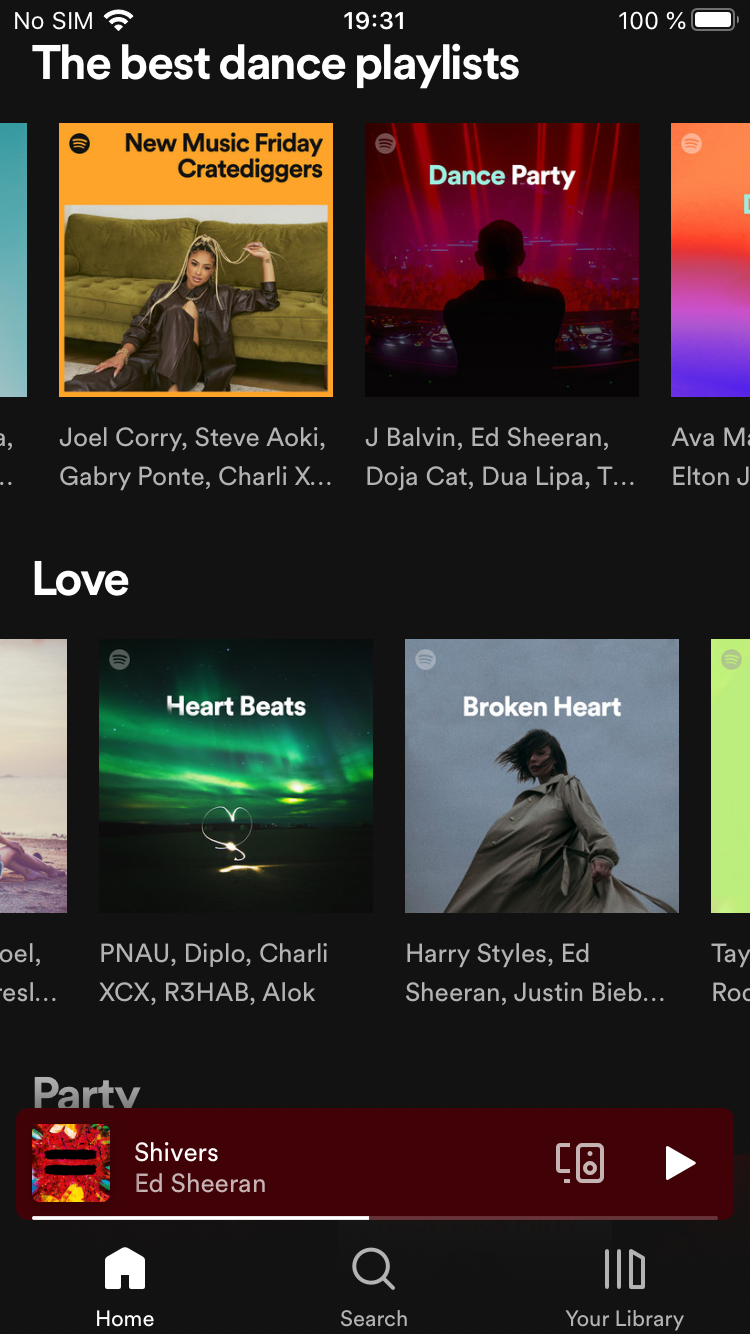 No SIM 19:31 100 %
The best dance playlists
New Music Friday
Cratediggers
Dance Party
a,
Joel Corry, Steve Aoki,
Gabry Ponte, Charli X...
J Balvin, Ed Sheeran,
Doja Cat, Dua Lipa, T...
Ava Ma
Elton J
Love
Heart Beats
Broken Heart
oel,
resl...
PNAU, Diplo, Charli
XCX, R3HAB, Alok
Harry Styles, Ed
Sheeran, Justin Bieb...
Tay
Roo
Party
Shivers
Ed Sheeran
Home
Search
Your Library